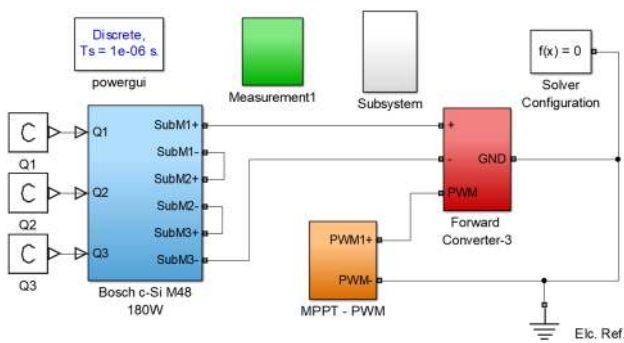 Discrete,
Ts = 1e-06 s.
powergui
Measurement1
Subsystem
f(x) = 0
Solver
Configuration
C
Q1
C
Q2
C
Q3
Q1
Q2
Q3
SubM1+
SubM1-
SubM2+
SubM2-
SubM3+
SubM3-
Bosch c-Si M48
180W
+
-
GND
PWM
Forward
Converter-3
PWM1+
PWM-
MPPT - PWM
Elc. Ref.